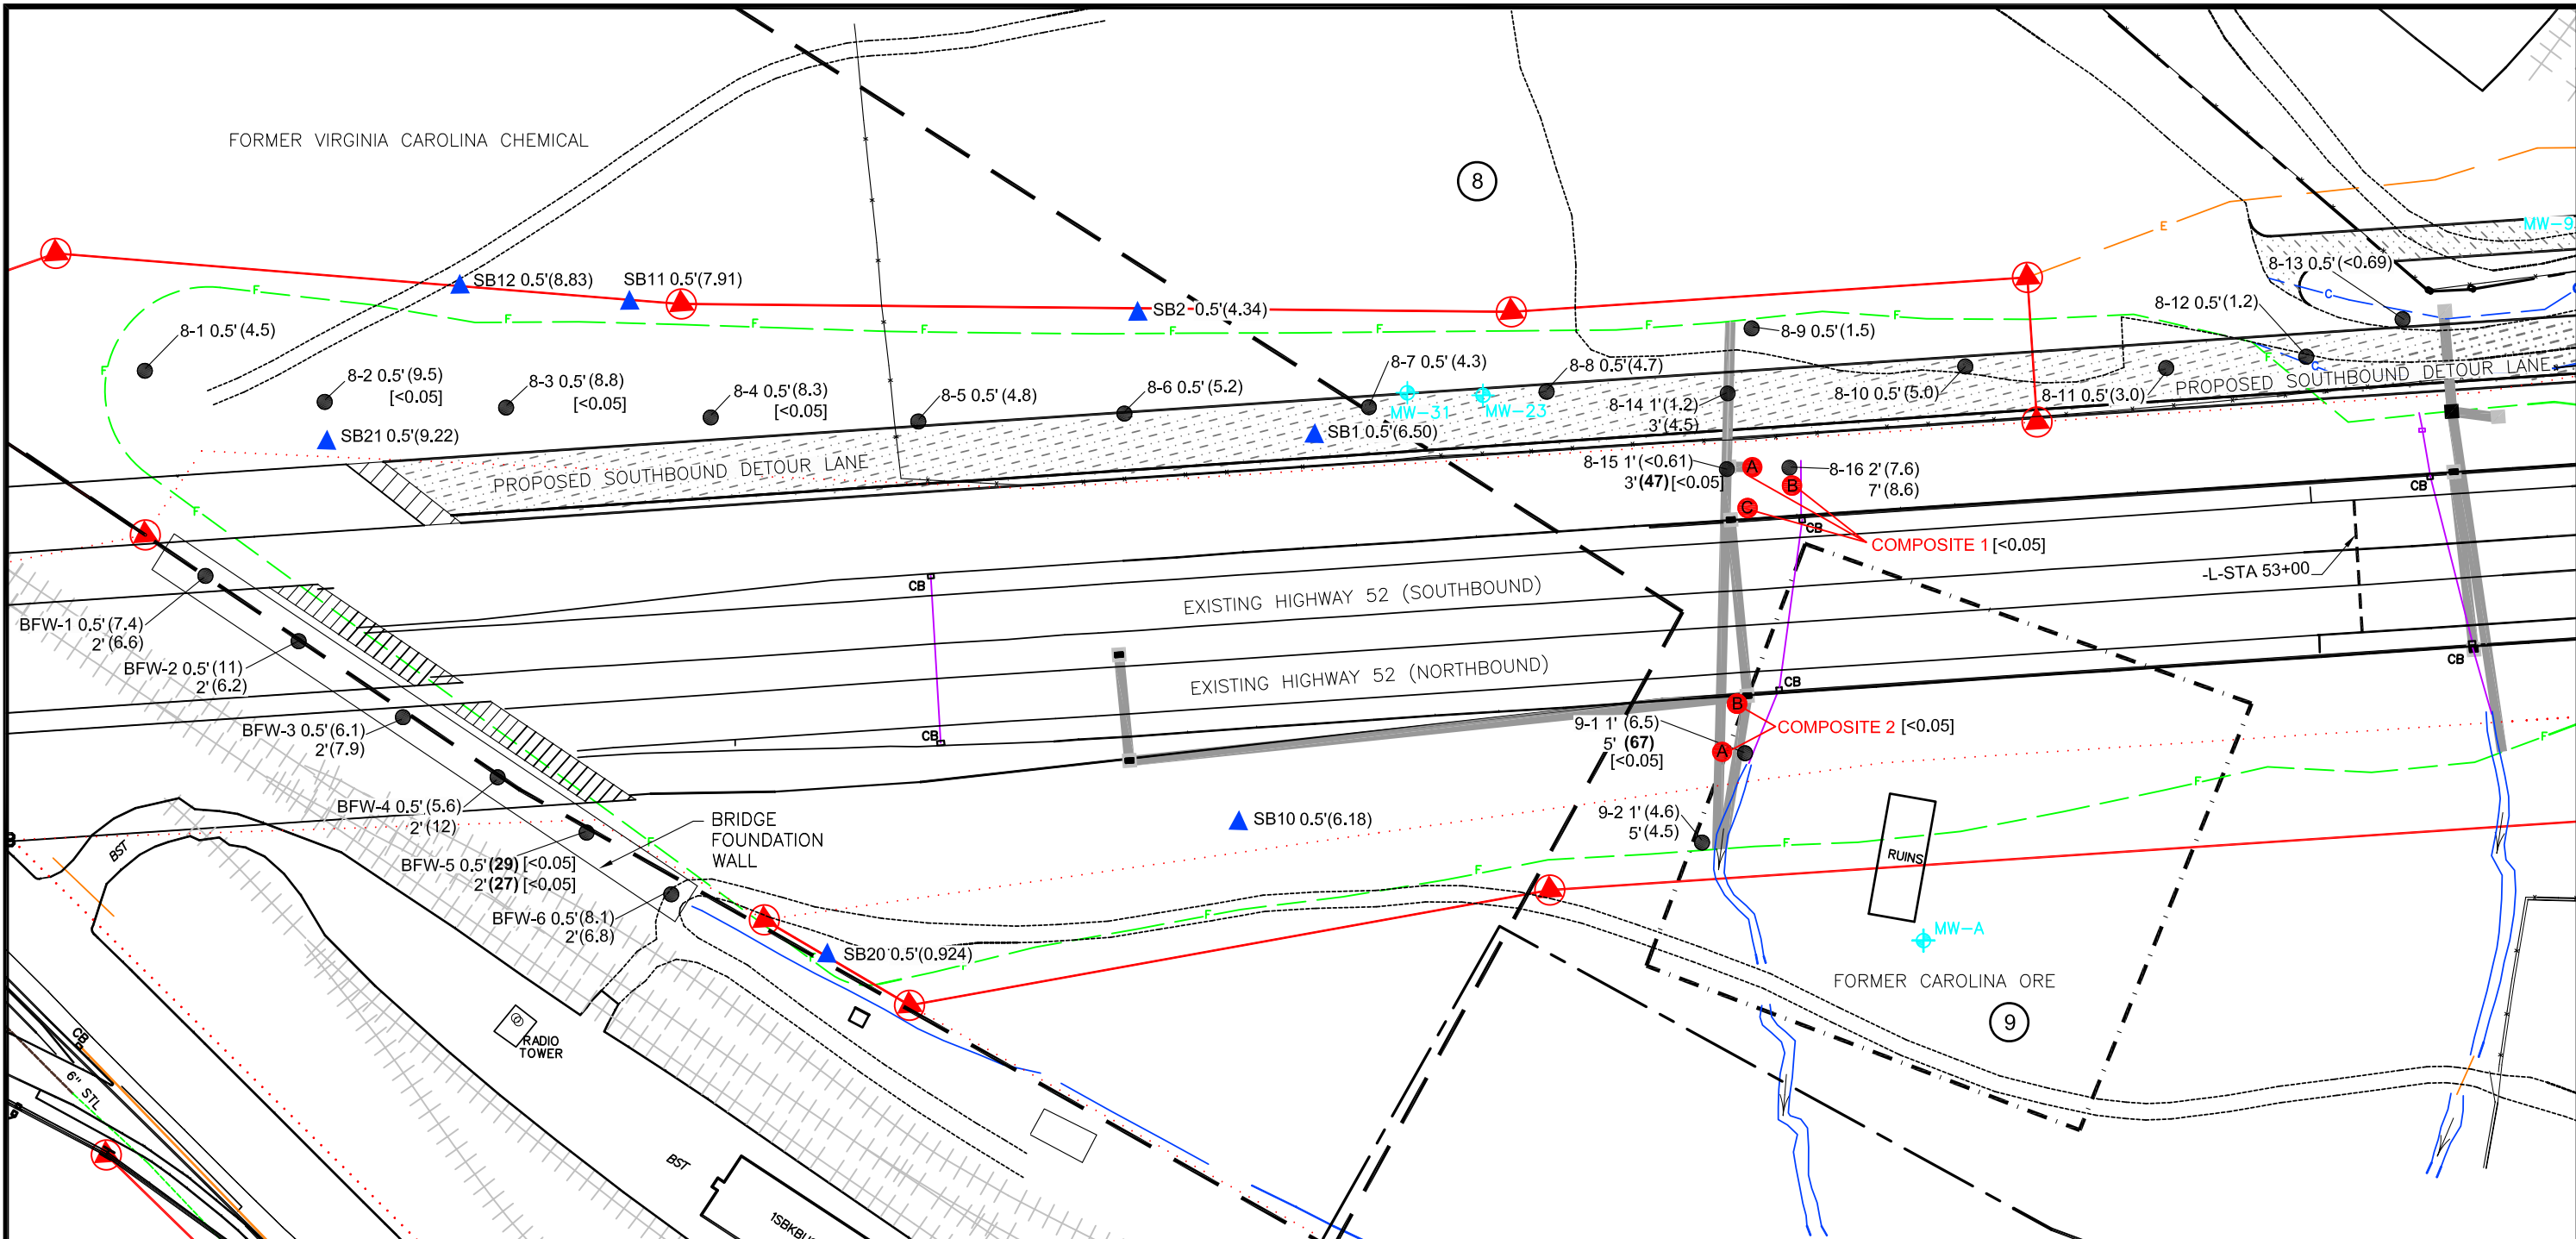 FORMER VIRGINIA CAROLINA CHEMICAL
8
E
MW-9
SB12 0.5'(8.83)
SB11 0.5'(7.91)
SB2 0.5'(4.34)
8-13 0.5'(<0.69)
8-12 0.5'(1.2)
F
F
F
F
F
F
F
F
F
F
C
C
8-1 0.5'(4.5)
8-9 0.5'(1.5)
8-2 0.5'(9.5)
[<0.05]
8-3 0.5'(8.8)
[<0.05]
8-4 0.5'(8.3)
[<0.05]
8-5 0.5'(4.8)
8-6 0.5'(5.2)
8-7 0.5'(4.3)
8-8 0.5'(4.7)
MW-31
MW-23
8-14 1'(1.2)
3'(4.5)
8-10 0.5'(5.0)
8-11 0.5'(3.0)
PROPOSED SOUTHBOUND DETOUR LANE
SB21 0.5'(9.22)
SB1 0.5'(6.50)
PROPOSED SOUTHBOUND DETOUR LANE
8-15 1'(<0.61)
3'(47)[<0.05]
A
B
C
8-16 2'(7.6)
7'(8.6)
CB
CB
COMPOSITE 1 [<0.05]
-L-STA 53+00
F
CB
EXISTING HIGHWAY 52 (SOUTHBOUND)
EXISTING HIGHWAY 52 (NORTHBOUND)
CB
CB
CB
BFW-1 0.5'(7.4)
2'(6.6)
BFW-2 0.5'(11)
2'(6.2)
BFW-3 0.5'(6.1)
2'(7.9)
BFW-4 0.5'(5.6)
2'(12)
BFW-5 0.5'(29) [<0.05]
2'(27) [<0.05]
BFW-6 0.5'(8.1)
2'(6.8)
BRIDGE
FOUNDATION
WALL
B
A
COMPOSITE 2 [<0.05]
9-1 1' (6.5)
5' (67)
[<0.05]
9-2 1'(4.6)
5'(4.5)
SB10 0.5'(6.18)
SB20 0.5'(0.924)
F
F
F
F
F
F
RUINS
MW-A
FORMER CAROLINA ORE
9
BST
RADIO
TOWER
CB
6" STL
BST